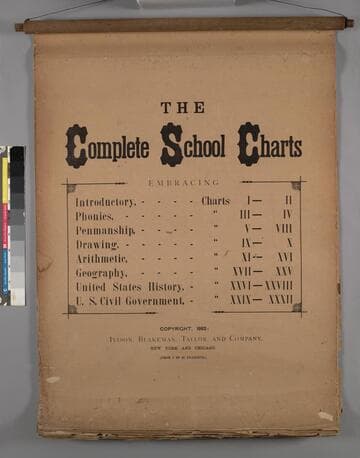 THE
Complete School Charts
EMBRACING
Introductory, - - - - Charts I— II
Phonics, - - - - - - " III— IV
Penmanship, - - - - " V— VIII
Drawing, - - - - - - " IX— X
Arithmetic, - - - - - " XI— XVI
Geography, - - - - - " XVII— XXV
United States History, - - " XXVI—XXVIII
U. S. Civil Government, - " XXIX— XXXII
COPYRIGHT, 1882:
Ivison, Blakeman, Taylor, and Company,
NEW YORK AND CHICAGO.